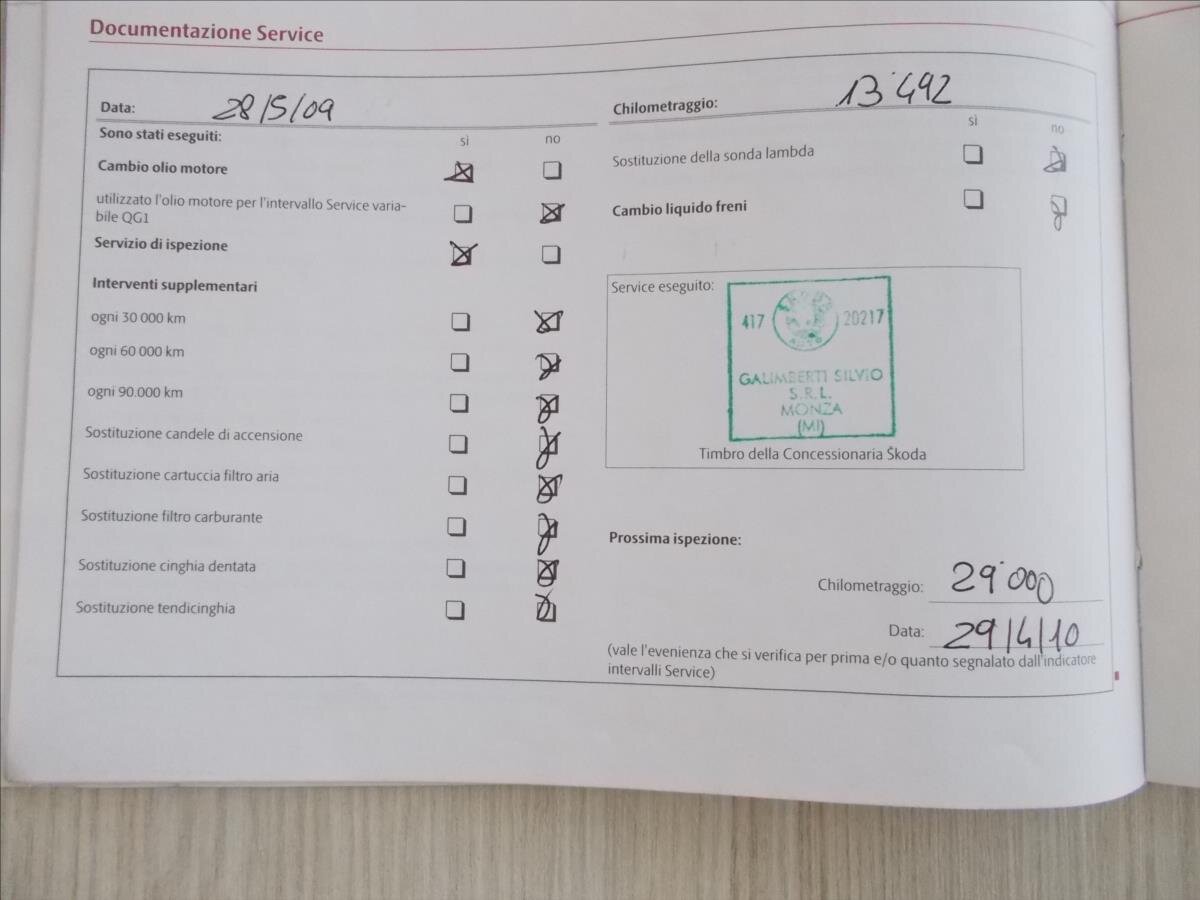 Documentazione Service
Data: 28/5/09
Sono stati eseguiti: sì no
Cambio olio motore
utilizzato l'olio motore per l'intervallo Service varia-
bile QG1
Servizio di ispezione
Interventi supplementari
ogni 30 000 km
ogni 60 000 km
ogni 90.000 km
Sostituzione candele di accensione
Sostituzione cartuccia filtro aria
Sostituzione filtro carburante
Sostituzione cinghia dentata
Sostituzione tendicinghia
Chilometraggio: 13'492
sì no
Sostituzione della sonda lambda
Cambio liquido freni
Service eseguito:
417 20217
AUTO
GALIMBERTI SILVIO
S.R.L.
MONZA
(MI)
Timbro della Concessionaria Škoda
Prossima ispezione:
Chilometraggio: 29'000
Data: 29/4/10
(vale l'evenienza che si verifica per prima e/o quanto segnalato dall'indicatore
intervalli Service)